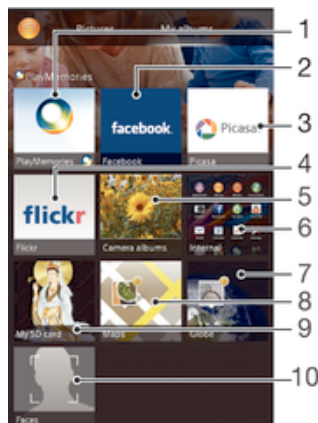 Pictures My albums
PlayMemories
facebook.
Picasa
PlayMemories
Facebook
Picasa
flickr
Flickr
Camera albums
Internal
My SD card
Maps
Globe
Faces
1
2
3
4
5
6
7
8
9
10